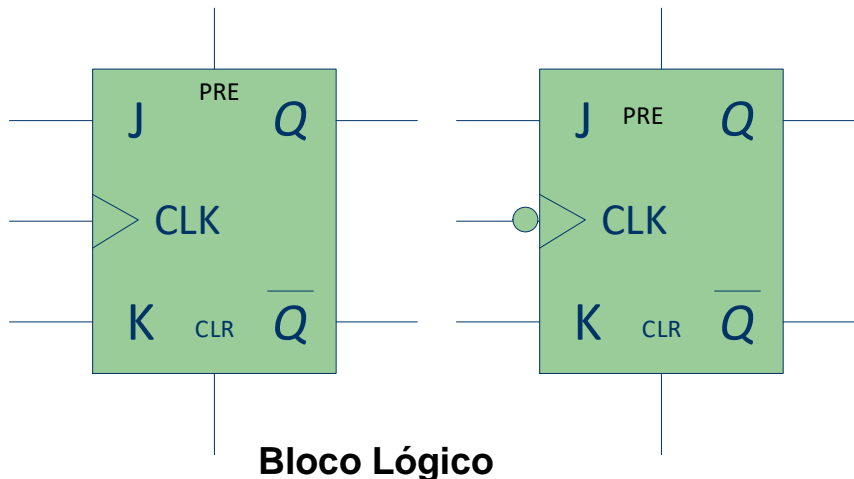 PRE
J Q
CLK
K CLR Q̅
J PRE Q
CLK
K CLR Q̅
Bloco Lógico